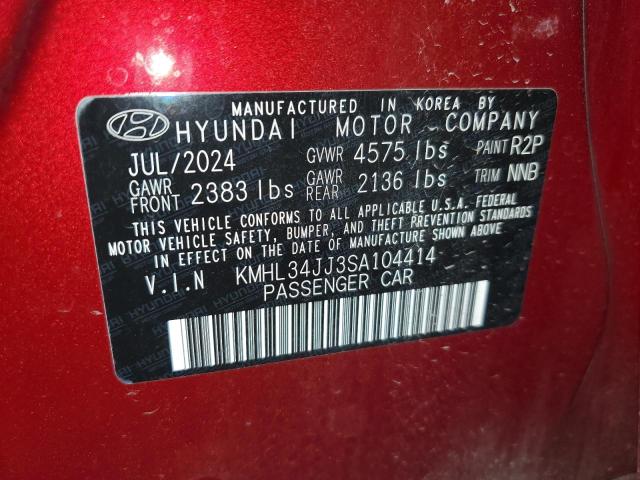 MANUFACTURED IN KOREA BY
HYUNDAI MOTOR COMPANY
JUL/2024 GVWR 4575 lbs PAINT R2P
GAWR FRONT 2383 lbs GAWR REAR 2136 lbs TRIM NNB
THIS VEHICLE CONFORMS TO ALL APPLICABLE U.S.A. FEDERAL
MOTOR VEHICLE SAFETY, BUMPER, AND THEFT PREVENTION STANDARDS
IN EFFECT ON THE DATE OF MANUFACTURE SHOWN ABOVE.
V.I.N KMHL34JJ3SA104414
PASSENGER CAR